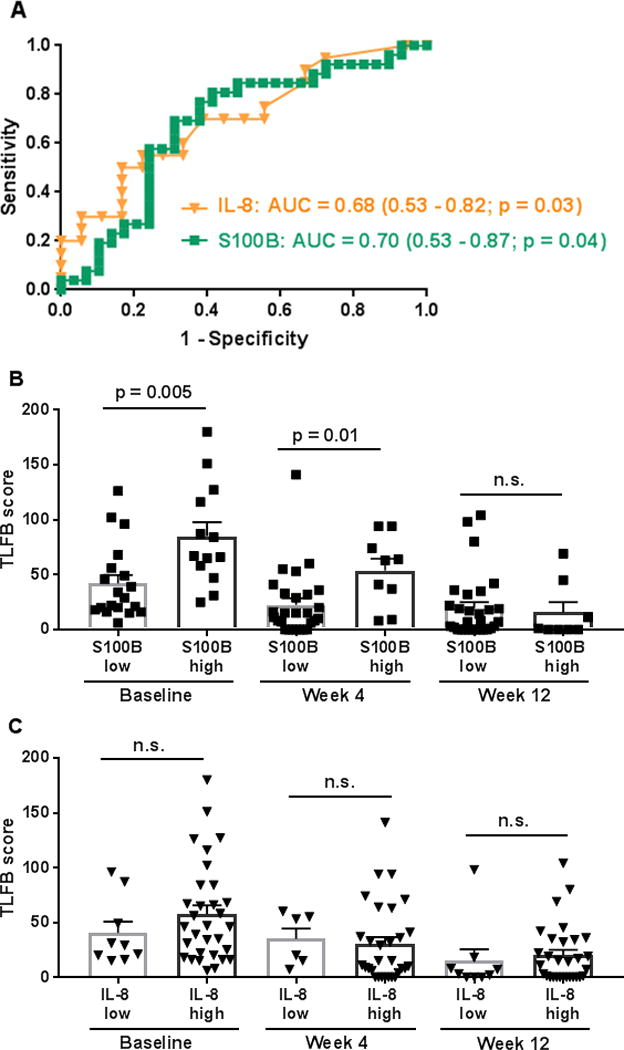 A
1.0
0.8
0.6
0.4
0.2
0.0
Sensitivity
IL-8: AUC = 0.68 (0.53 - 0.82; p = 0.03)
S100B: AUC = 0.70 (0.53 - 0.87; p = 0.04)
0.0 0.2 0.4 0.6 0.8 1.0
1 - Specificity
B
p = 0.005
p = 0.01
n.s.
200
150
100
50
0
TLFB score
S100B S100B S100B S100B S100B S100B
low high low high low high
Baseline Week 4 Week 12
C
n.s.
n.s.
n.s.
200
150
100
50
0
TLFB score
IL-8 IL-8 IL-8 IL-8 IL-8 IL-8
low high low high low high
Baseline Week 4 Week 12